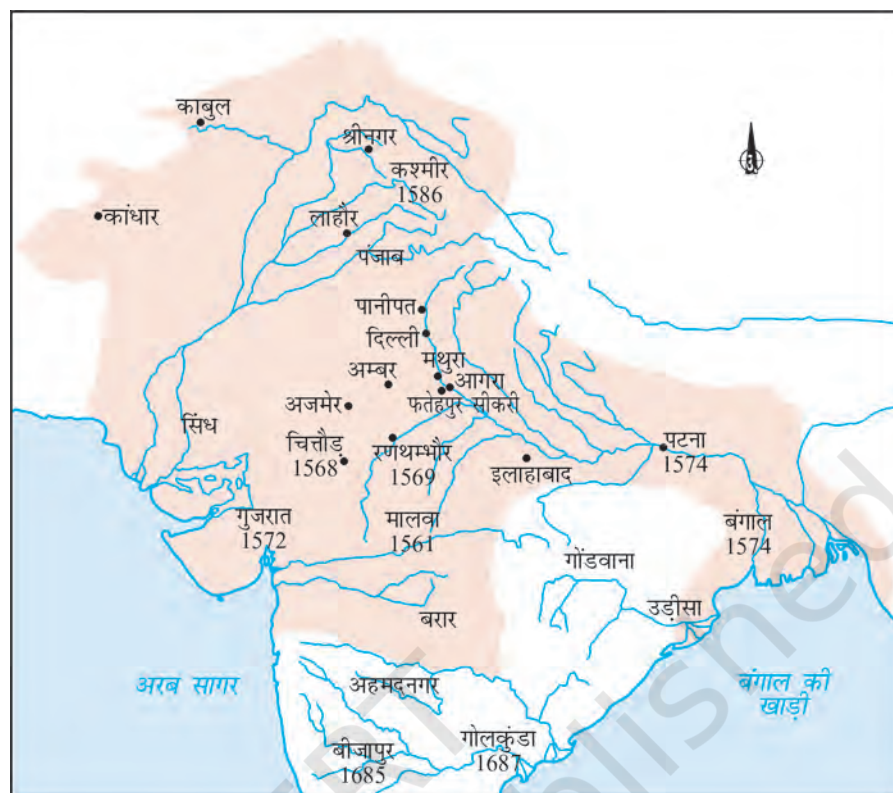 काबुल
श्रीनगर
कश्मीर
1586
कांधार
लाहौर
पंजाब
पानीपत
दिल्ली
मथुरा
आगरा
अम्बर
फतेहपुर सीकरी
अजमेर
सिंध
चित्तौड़
1568
रणथम्भौर
1569
इलाहाबाद
पटना
1574
गुजरात
1572
मालवा
1561
बंगाल
1574
गोंडवाना
उड़ीसा
बरार
अरब सागर
अहमदनगर
बंगाल की
खाड़ी
बीजापुर
1685
गोलकुंडा
1687